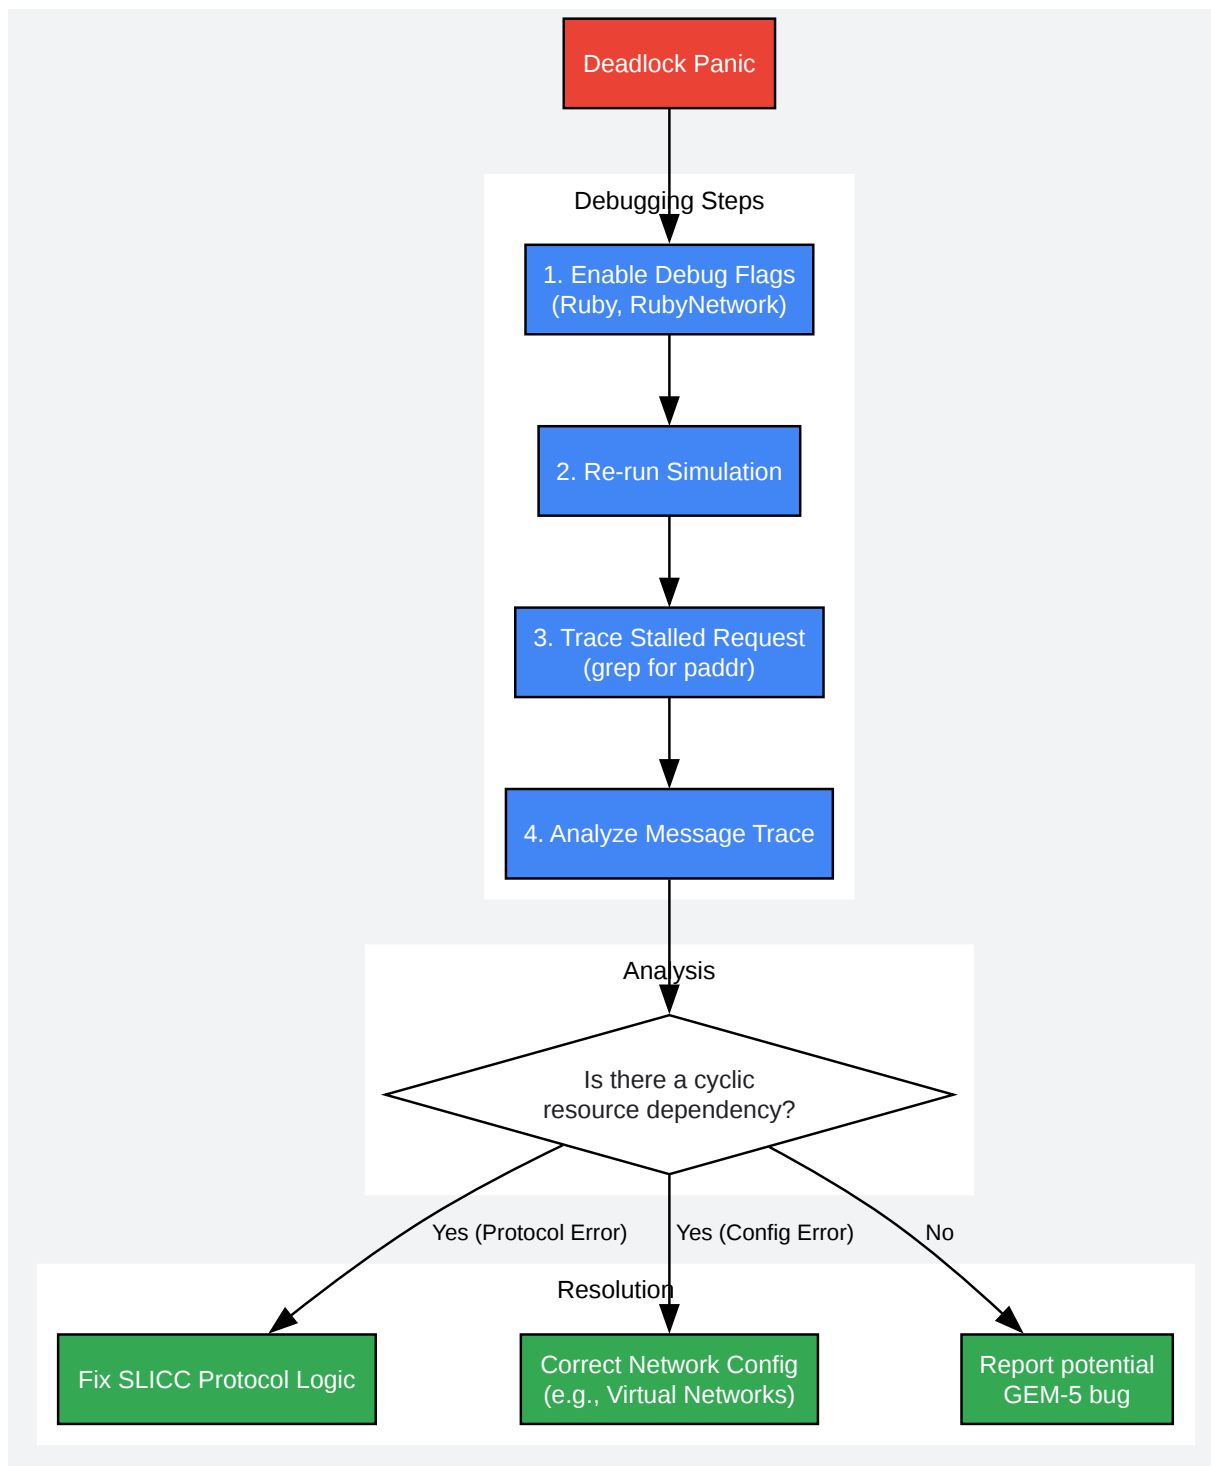 Deadlock Panic
Debugging Steps
1. Enable Debug Flags
(Ruby, RubyNetwork)
2. Re-run Simulation
3. Trace Stalled Request
(grep for paddr)
4. Analyze Message Trace
Analysis
Is there a cyclic
resource dependency?
Yes (Protocol Error)
Yes (Config Error)
No
Resolution
Fix SLICC Protocol Logic
Correct Network Config
(e.g., Virtual Networks)
Report potential
GEM-5 bug